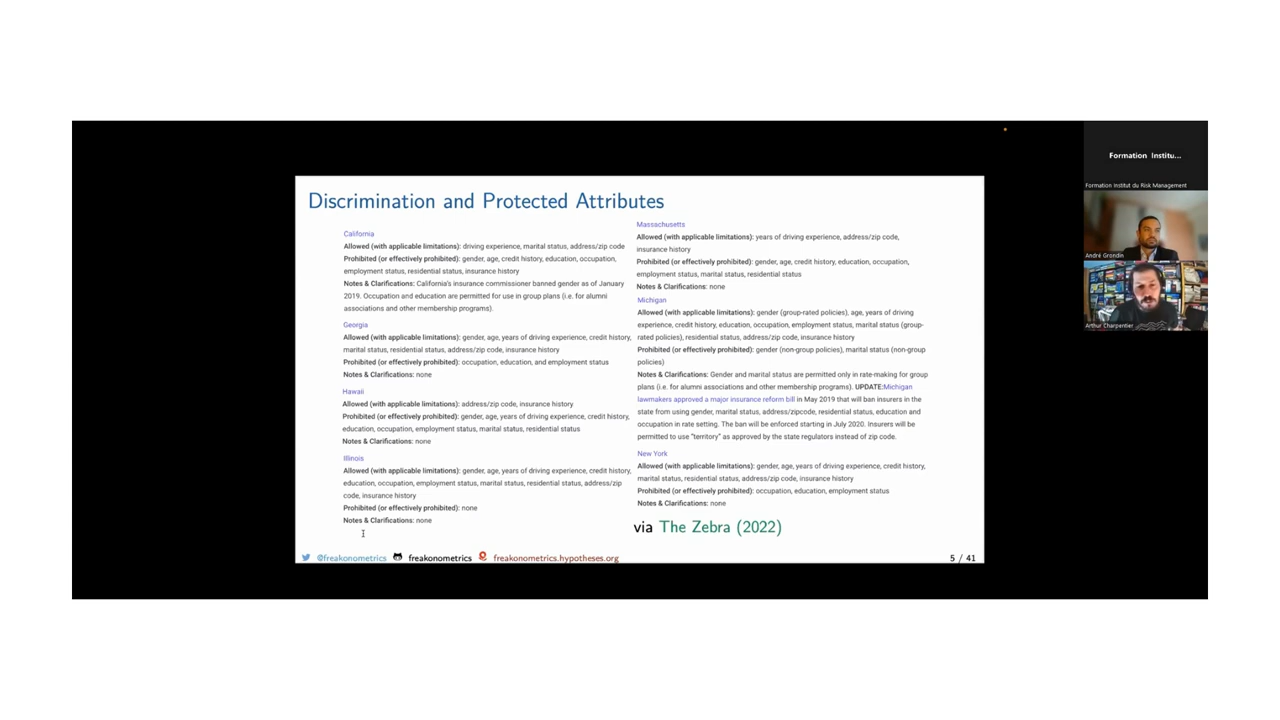 Discrimination and Protected Attributes
California
Allowed (with applicable limitations): driving experience, marital status, address/zip code
Prohibited (or effectively prohibited): gender, age, credit history, education, occupation,
employment status, residential status, insurance history
Notes & Clarifications: California's insurance commissioner banned gender as of January
2019. Occupation and education are permitted for use in group plans (i.e. for alumni
associations and other membership programs).
Georgia
Allowed (with applicable limitations): gender, age, years of driving experience, credit history,
marital status, residential status, address/zip code, insurance history
Prohibited (or effectively prohibited): occupation, education, and employment status
Notes & Clarifications: none
Hawaii
Allowed (with applicable limitations): address/zip code, insurance history
Prohibited (or effectively prohibited): gender, age, years of driving experience, credit history,
education, occupation, employment status, marital status, residential status
Notes & Clarifications: none
Illinois
Allowed (with applicable limitations): gender, age, years of driving experience, credit history,
education, occupation, employment status, marital status, residential status, address/zip
code, insurance history
Prohibited (or effectively prohibited): none
Notes & Clarifications: none
Massachusetts
Allowed (with applicable limitations): years of driving experience, address/zip code,
insurance history
Prohibited (or effectively prohibited): gender, age, credit history, education, occupation,
employment status, marital status, residential status
Notes & Clarifications: none
Michigan
Allowed (with applicable limitations): gender (group-rated policies), age, years of driving
experience, credit history, education, occupation, employment status, marital status (group-
rated policies), residential status, address/zip code, insurance history
Prohibited (or effectively prohibited): gender (non-group policies), marital status (non-group
policies)
Notes & Clarifications: Gender and marital status are permitted only in rate-making for group
plans (i.e. for alumni associations and other membership programs). UPDATE:Michigan
lawmakers approved a major insurance reform bill in May 2019 that will ban insurers in the
state from using gender, marital status, address/zipcode, residential status, education and
occupation in rate setting. The ban will be enforced starting in July 2020. Insurers will be
permitted to use "territory" as approved by the state regulators instead of zip code.
New York
Allowed (with applicable limitations): gender, age, years of driving experience, credit history,
marital status, residential status, address/zip code, insurance history
Prohibited (or effectively prohibited): occupation, education, employment status
Notes & Clarifications: none
via The Zebra (2022)
@freakonometrics freakonometrics freakonometrics.hypotheses.org 5 / 41
Formation Institu...
Formation Institut du Risk Management
André Grondin
Arthur Charpentier